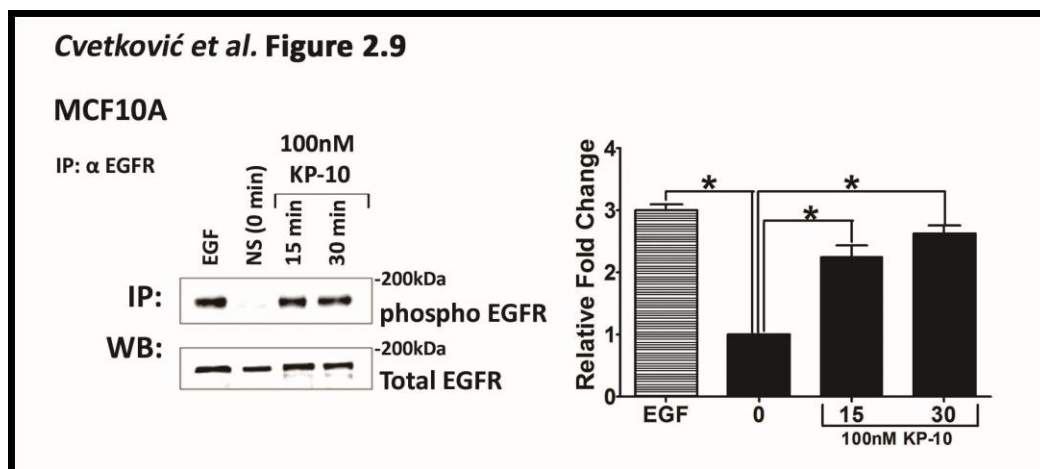 Cvetković et al. Figure 2.9
MCF10A
IP: α EGFR
100nM
KP-10
EGF
NS (0 min)
15 min
30 min
IP:
-200kDa
phospho EGFR
WB:
-200kDa
Total EGFR
Relative Fold Change
4
3
2
1
0
*
*
*
EGF
0
15
30
100nM KP-10